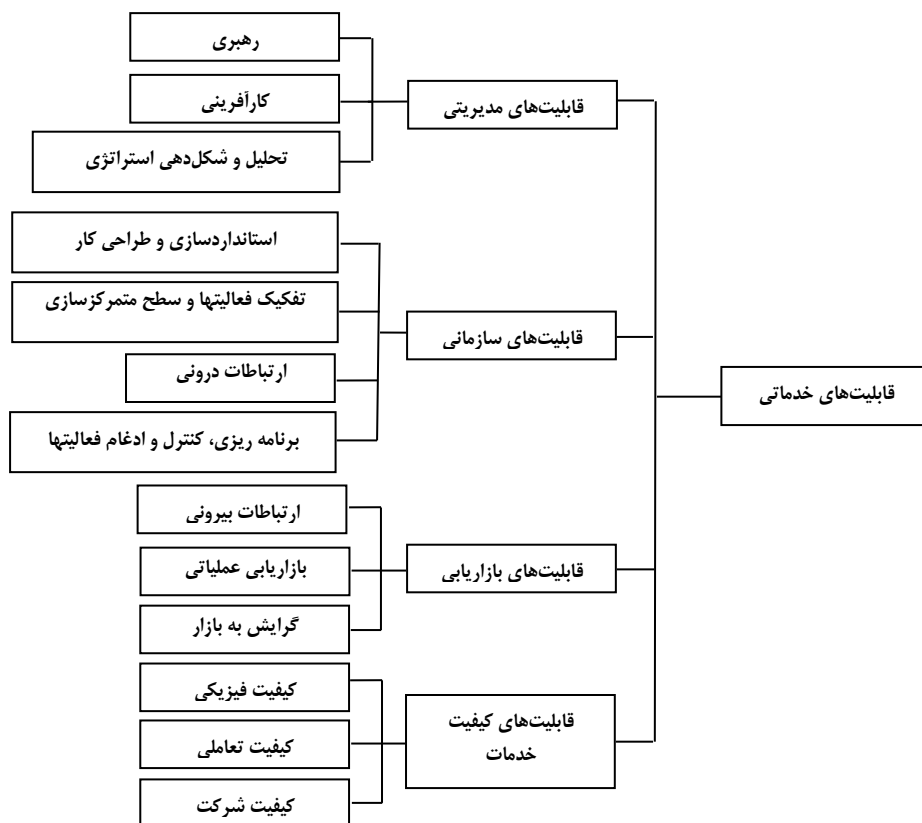 قابلیت‌های خدماتی
قابلیت‌های مدیریتی
رهبری
کارآفرینی
تحلیل و شکل‌دهی استراتژی
قابلیت‌های سازمانی
استانداردسازی و طراحی کار
تفکیک فعالیتها و سطح متمرکزسازی
ارتباطات درونی
برنامه ریزی، کنترل و ادغام فعالیتها
قابلیت‌های بازاریابی
ارتباطات بیرونی
بازاریابی عملیاتی
گرایش به بازار
قابلیت‌های کیفیت
خدمات
کیفیت فیزیکی
کیفیت تعاملی
کیفیت شرکت